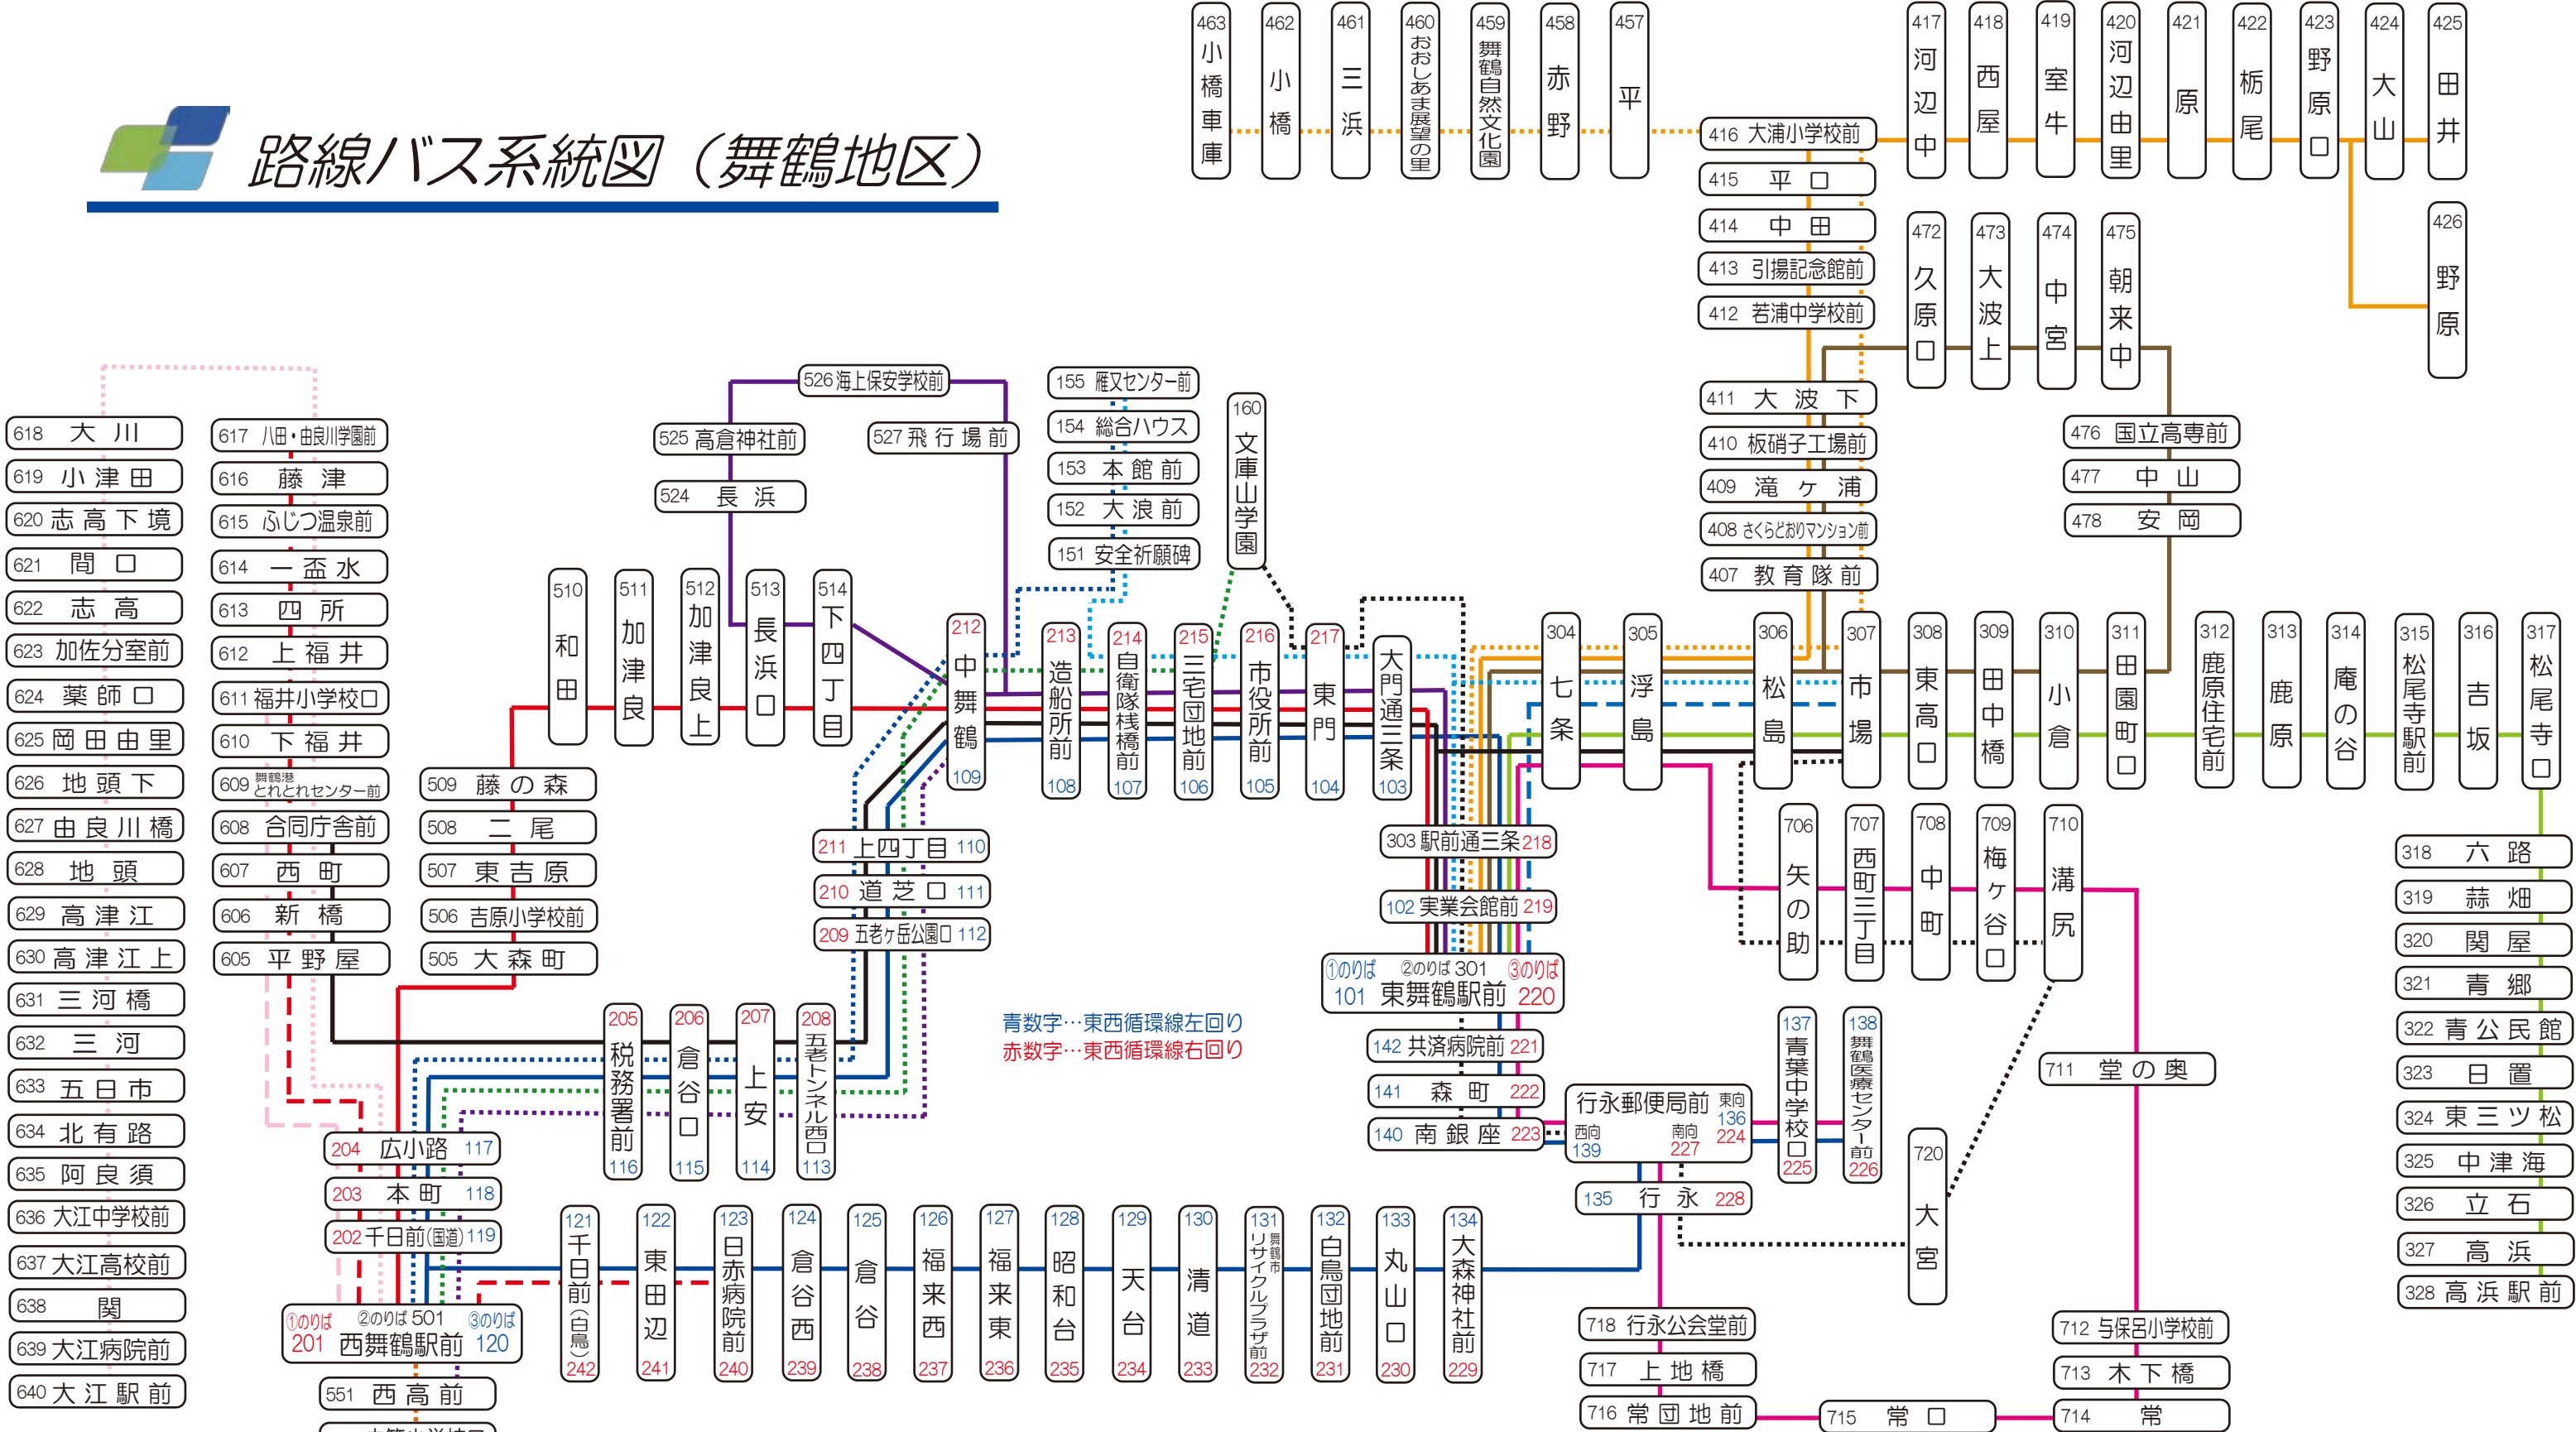 路線バス系統図（舞鶴地区）
463 小橋車庫
462 小橋
461 三浜
460 おおしあま展望の里
459 舞鶴自然文化園
458 赤野
457 平
416 大浦小学校前
415 平口
414 中田
413 引揚記念館前
412 若浦中学校前
411 大波下
410 板硝子工場前
409 滝ヶ浦
408 さくらどおりマンション前
407 教育隊前
417 河辺中
418 西屋
419 室牛
420 河辺由里
421 原
422 栃尾
423 野原口
424 大山
425 田井
426 野原
472 久原口
473 大波上
474 中宮
475 朝来中
476 国立高専前
477 中山
478 安岡
618 大川
619 小津田
620 志高下境
621 間口
622 志高
623 加佐分室前
624 薬師口
625 岡田由里
626 地頭下
627 由良川橋
628 地頭
629 高津江
630 高津江上
631 三河橋
632 三河
633 五日市
634 北有路
635 阿良須
636 大江中学校前
637 大江高校前
638 関
639 大江病院前
640 大江駅前
617 八田・由良川学園前
616 藤津
615 ふじつ温泉前
614 一盃水
613 四所
612 上福井
611 福井小学校口
610 下福井
609 舞鶴港とれとれセンター前
608 合同庁舎前
607 西町
606 新橋
605 平野屋
509 藤の森
508 二尾
507 東吉原
506 吉原小学校前
505 大森町
510 和田
511 加津良
512 加津良上
513 長浜口
514 下四丁目
524 長浜
525 高倉神社前
526 海上保安学校前
527 飛行場前
155 雁又センター前
154 総合ハウス
153 本館前
152 大浪前
151 安全祈願碑
160 文庫山学園
212 中舞鶴 109
213 造船所前 108
214 自衛隊桟橋前 107
215 三宅団地前 106
216 市役所前 105
217 東門 104
大門通三条 103
304 七条
305 浮島
306 松島
307 市場
308 東高口
309 田中橋
310 小倉
311 田園町口
312 鹿原住宅前
313 鹿原
314 庵の谷
315 松尾寺駅前
316 吉坂
317 松尾寺口
318 六路
319 蒜畑
320 関屋
321 青郷
322 青公民館
323 日置
324 東三ツ松
325 中津海
326 立石
327 高浜
328 高浜駅前
211 上四丁目 110
210 道芝口 111
209 五老ヶ岳公園口 112
303 駅前通三条 218
102 実業会館前 219
①のりば ②のりば 301 ③のりば
101 東舞鶴駅前 220
142 共済病院前 221
141 森町 222
140 南銀座 223
706 矢の助
707 西町三丁目
708 中町
709 梅ヶ谷口
710 溝尻
711 堂の奥
720 大宮
青数字…東西循環線左回り
赤数字…東西循環線右回り
205 税務署前 116
206 倉谷口 115
207 上安 114
208 五老トンネル西口 113
行永郵便局前 東向 136 224
西向 139 南向 227
137 青葉中学校口 225
138 舞鶴医療センター前 226
135 行永 228
204 広小路 117
203 本町 118
202 千日前（国道） 119
①のりば ②のりば 501 ③のりば
201 西舞鶴駅前 120
551 西高前
121 千日前（白鳥） 242
122 東田辺 241
123 日赤病院前 240
124 倉谷西 239
125 倉谷 238
126 福来西 237
127 福来東 236
128 昭和台 235
129 天台 234
130 清道 233
131 舞鶴市リサイクルプラザ前 232
132 白鳥団地前 231
133 丸山口 230
134 大森神社前 229
718 行永公会堂前
717 上地橋
716 常団地前
715 常口
712 与保呂小学校前
713 木下橋
714 常